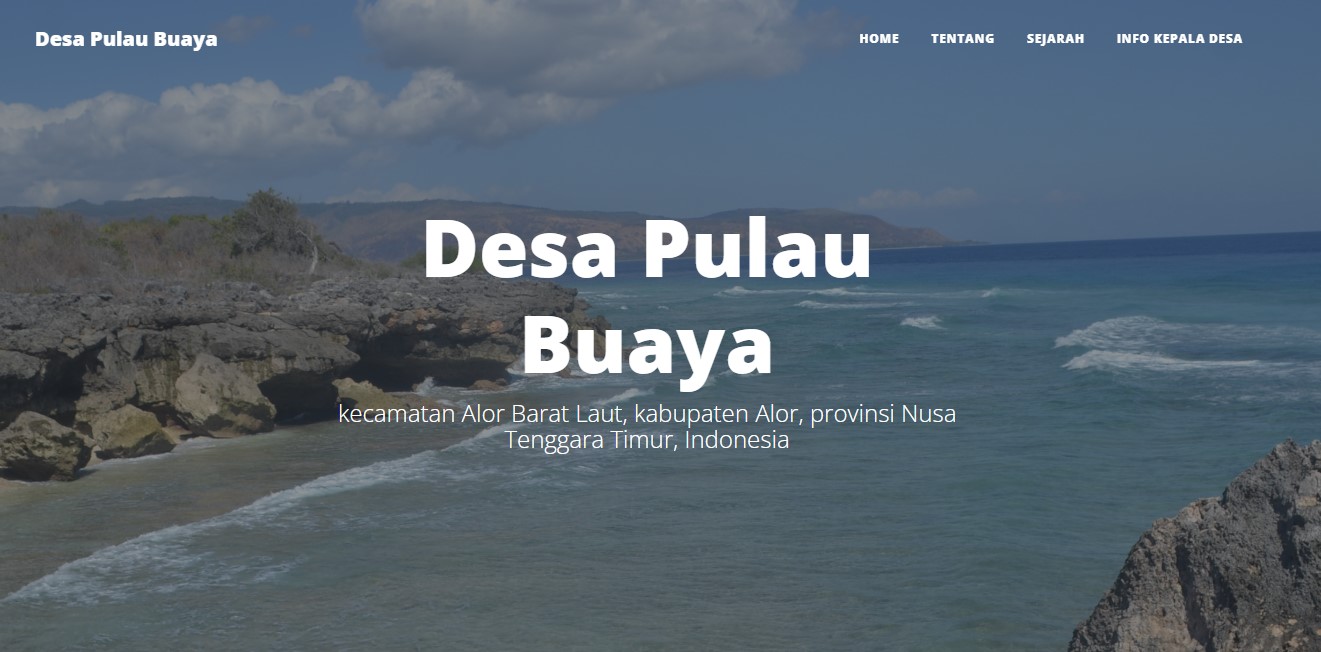 Desa Pulau Buaya
HOME TENTANG SEJARAH INFO KEPALA DESA
Desa Pulau
Buaya
kecamatan Alor Barat Laut, kabupaten Alor, provinsi Nusa
Tenggara Timur, Indonesia